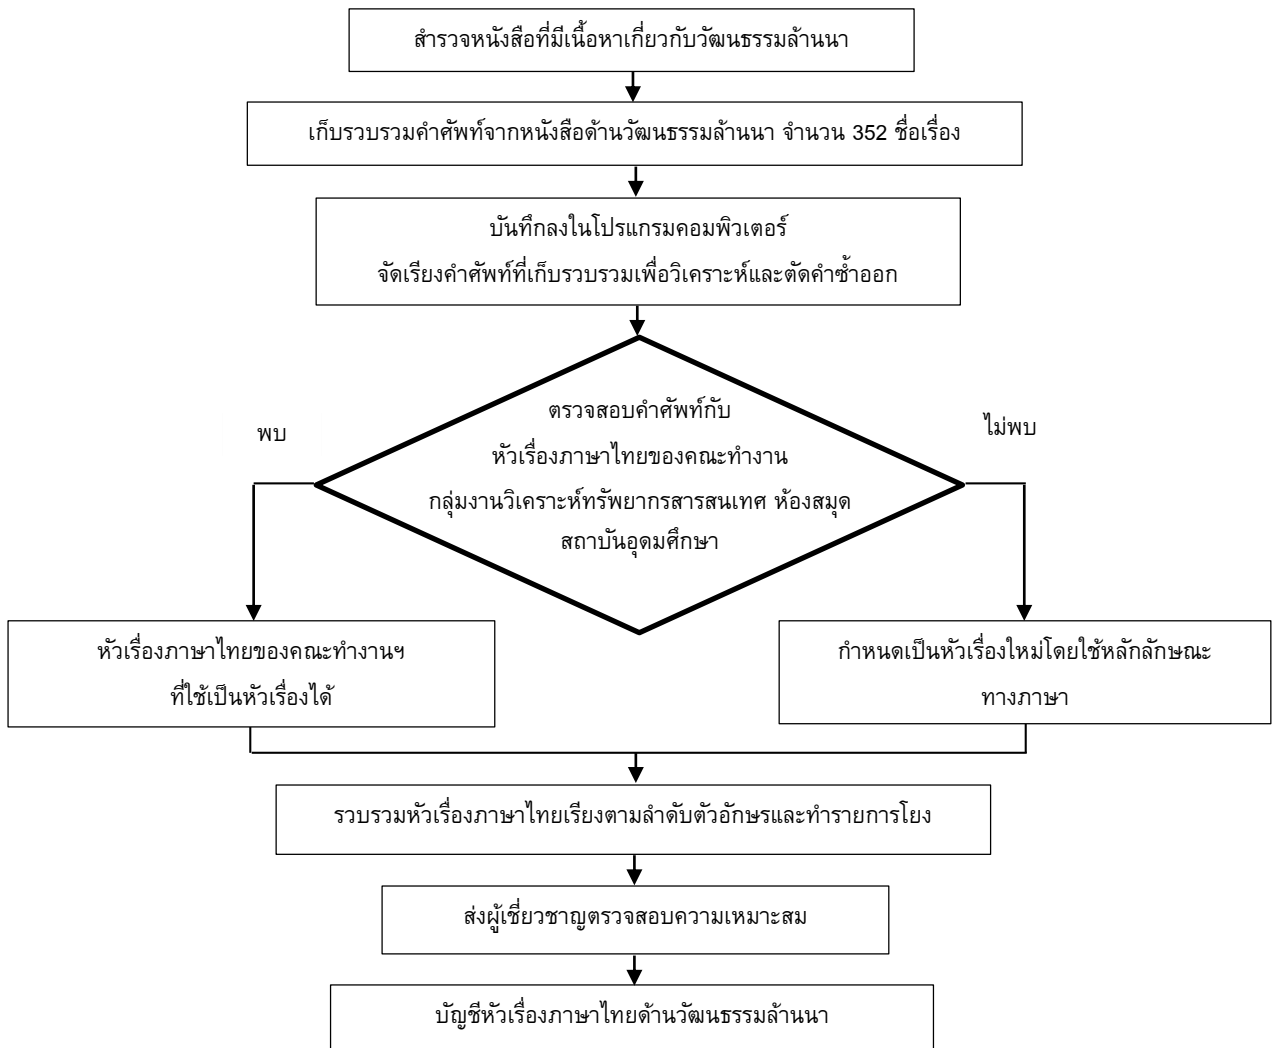 สำรวจหนังสือที่มีเนื้อหาเกี่ยวกับวัฒนธรรมล้านนา
เก็บรวบรวมคำศัพท์จากหนังสือด้านวัฒนธรรมล้านนา จำนวน 352 ชื่อเรื่อง
บันทึกลงในโปรแกรมคอมพิวเตอร์
จัดเรียงคำศัพท์ที่เก็บรวบรวมเพื่อวิเคราะห์และตัดคำซ้ำออก
ตรวจสอบคำศัพท์กับ
หัวเรื่องภาษาไทยของคณะทำงาน
กลุ่มงานวิเคราะห์ทรัพยากรสารสนเทศ ห้องสมุด
สถาบันอุดมศึกษา
พบ
ไม่พบ
หัวเรื่องภาษาไทยของคณะทำงานฯ
ที่ใช้เป็นหัวเรื่องได้
กำหนดเป็นหัวเรื่องใหม่โดยใช้หลักลักษณะ
ทางภาษา
รวบรวมหัวเรื่องภาษาไทยเรียงตามลำดับตัวอักษรและทำรายการโยง
ส่งผู้เชี่ยวชาญตรวจสอบความเหมาะสม
บัญชีหัวเรื่องภาษาไทยด้านวัฒนธรรมล้านนา